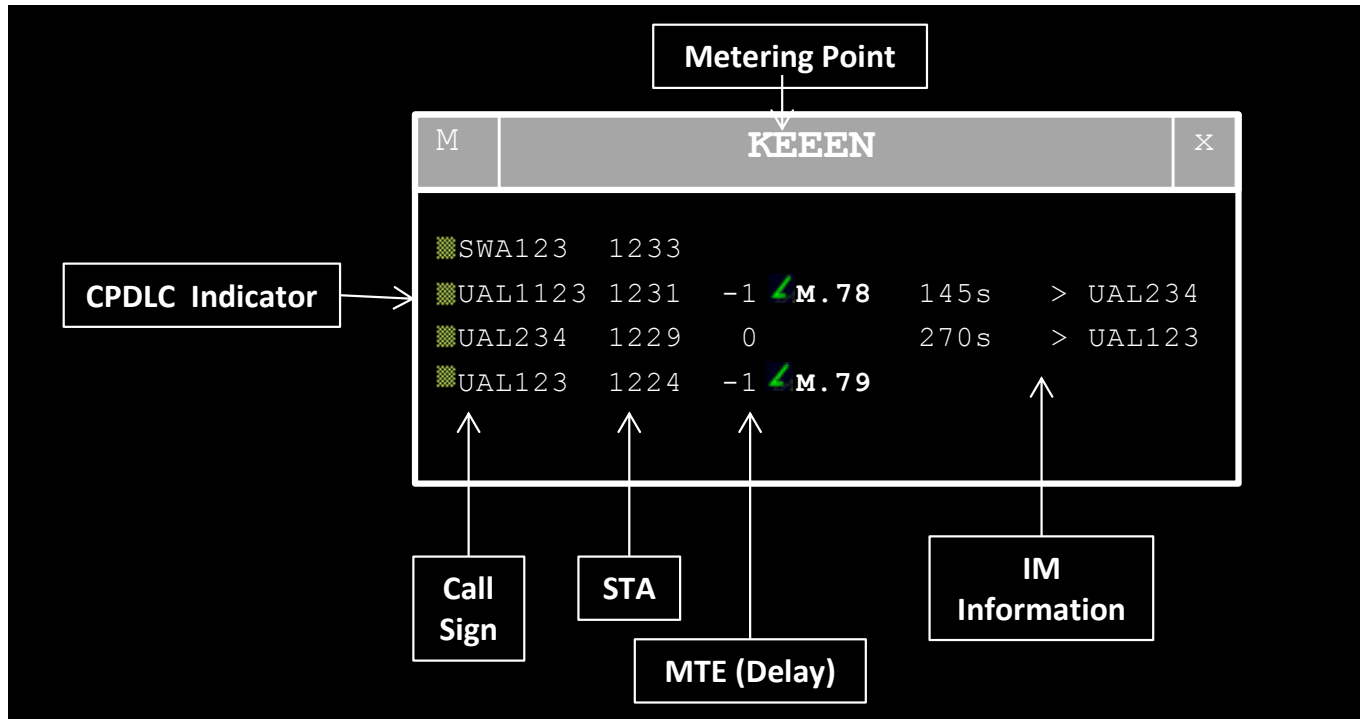 Metering Point
M KEEEN x
SWA123 1233
CPDLC Indicator
UAL1123 1231 -1 M.78 145s > UAL234
UAL234 1229 0 270s > UAL123
UAL123 1224 -1 M.79
Call
Sign
STA
MTE (Delay)
IM
Information